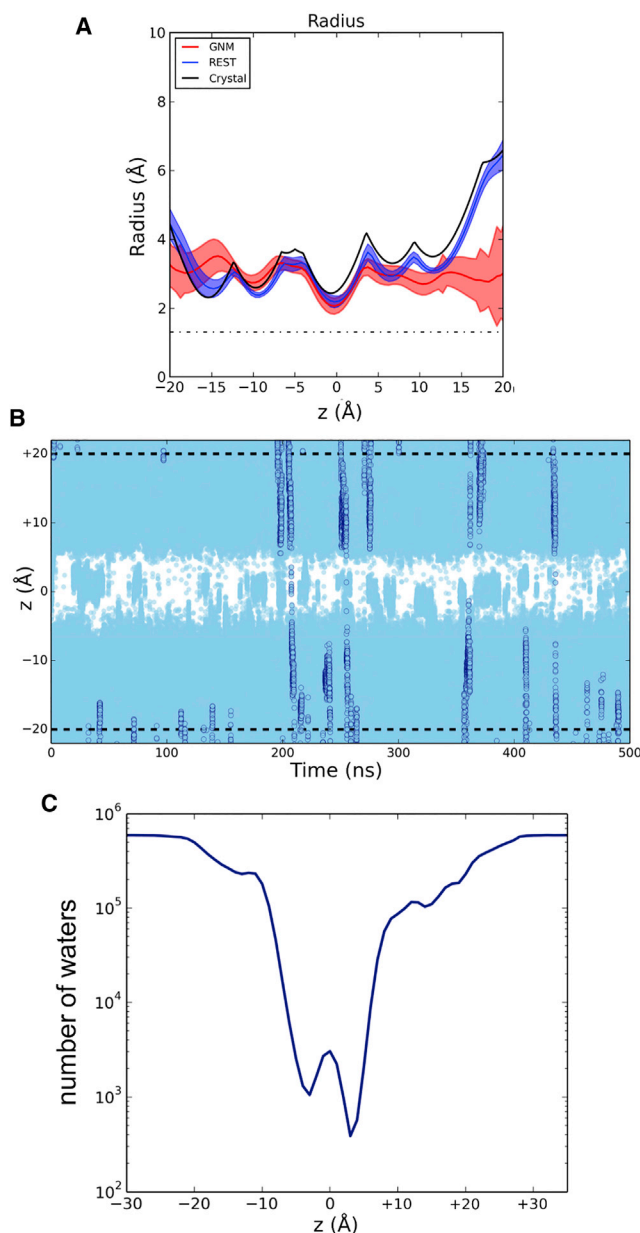 A
Radius
10
8
6
4
2
0
Radius (Å)
GNM
REST
Crystal
−20 −15 −10 −5 0 5 10 15 20
z (Å)
B
+20
+10
0
−10
−20
z (Å)
0 100 200 300 400 500
Time (ns)
C
10^6
10^5
10^4
10^3
10^2
number of waters
−30 −20 −10 0 +10 +20 +30
z (Å)